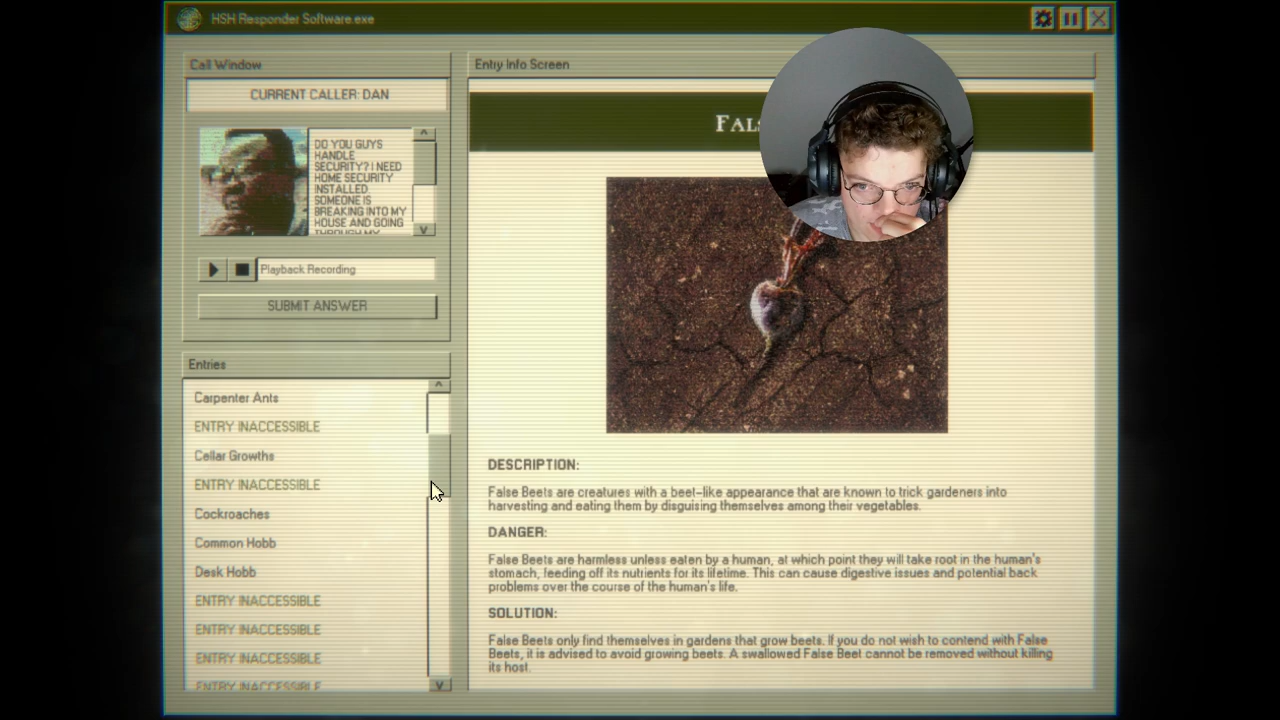 HSH Responder Software.exe
Call Window
CURRENT CALLER: DAN
DO YOU GUYS
HANDLE
SECURITY? I NEED
HOME SECURITY
INSTALLED.
SOMEONE IS
BREAKING INTO MY
HOUSE AND GOING
THROUGH MY
Playback Recording
SUBMIT ANSWER
Entries
Carpenter Ants
ENTRY INACCESSIBLE
Cellar Growths
ENTRY INACCESSIBLE
Cockroaches
Common Hobb
Desk Hobb
ENTRY INACCESSIBLE
ENTRY INACCESSIBLE
ENTRY INACCESSIBLE
ENTRY INACCESSIBLE
Entry Info Screen
DESCRIPTION:
False Beets are creatures with a beet-like appearance that are known to trick gardeners into
harvesting and eating them by disguising themselves among their vegetables.
DANGER:
False Beets are harmless unless eaten by a human, at which point they will take root in the human's
stomach, feeding off its nutrients for its lifetime. This can cause digestive issues and potential back
problems over the course of the human's life.
SOLUTION:
False Beets only find themselves in gardens that grow beets. If you do not wish to contend with False
Beets, it is advised to avoid growing beets. A swallowed False Beet cannot be removed without killing
its host.